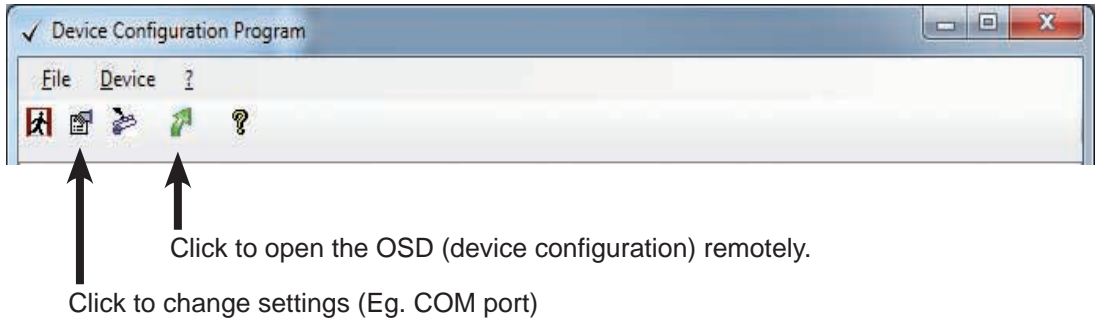 Device Configuration Program
File Device ?
Click to open the OSD (device configuration) remotely.
Click to change settings (Eg. COM port)